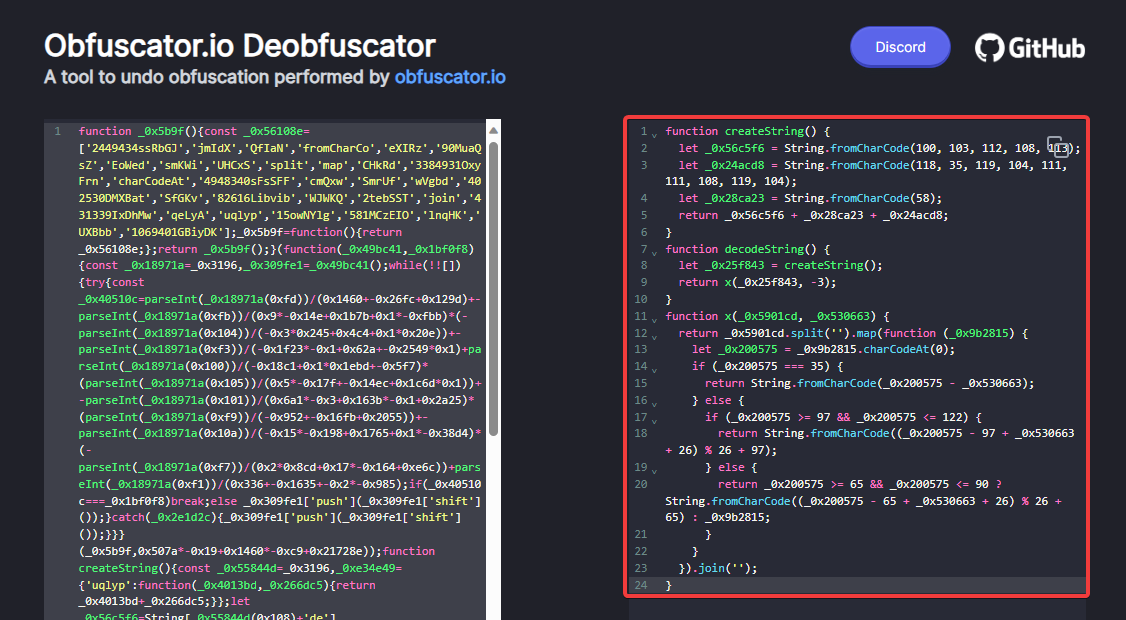 Obfuscator.io Deobfuscator
A tool to undo obfuscation performed by obfuscator.io
Discord
GitHub
1 function _0x5b9f(){const _0x56108e=
['2449434ssRbGJ','jmIdX','QfIaN','fromCharCo','eXIRz','90MuaQ
sZ','EoWed','smKWi','UHCxS','split','map','CHkRd','3384931Oxy
Frn','charCodeAt','4948340sFsSFF','cmQxw','SmrUf','wVgbd','40
2530DMXBat','SfGKv','82616Libvib','WJWKQ','2tebSST','join','4
31339IxDhMw','qeLyA','uqlyp','15owNYlg','581MCzEIO','lnqHK','
UXBbb','1069401GBiyDK'];_0x5b9f=function(){return
_0x56108e;};return _0x5b9f();}(function(_0x49bc41,_0x1bf0f8)
{const _0x18971a=_0x3196,_0x309fe1=_0x49bc41();while(!![])
{try{const
_0x40510c=parseInt(_0x18971a(0xfd))/(0x1460+-0x26fc+0x129d)+-
parseInt(_0x18971a(0xfb))/(0x9*-0x14e+0x1b7b+0x1*-0xfbb)*(-
parseInt(_0x18971a(0x104))/(-0x3*0x245+0x4c4+0x1*0x20e))+-
parseInt(_0x18971a(0xf3))/(-0x1f23*-0x1+0x62a+-0x2549*0x1)+pa
rseInt(_0x18971a(0x100))/(-0x18c1+0x1*0x1ebd+-0x5f7)*
(parseInt(_0x18971a(0x105))/(0x5*-0x17f+-0x14ec+0x1c6d*0x1))+
-parseInt(_0x18971a(0x101))/(0x6a1*-0x3+0x163b*-0x1+0x2a25)*
(parseInt(_0x18971a(0xf9))/(-0x952+-0x16fb+0x2055))+-
parseInt(_0x18971a(0x10a))/(-0x15*-0x198+0x1765+0x1*-0x38d4)*
(-
parseInt(_0x18971a(0xf7))/(0x2*0x8cd+0x17*-0x164+0xe6c))+pars
eInt(_0x18971a(0xf1))/(0x336+-0x1635+-0x2*-0x985);if(_0x40510
c===_0x1bf0f8)break;else _0x309fe1['push'](_0x309fe1['shift']
());}catch(_0x2e1d2c){_0x309fe1['push'](_0x309fe1['shift']
());}}}
(_0x5b9f,0x507a*-0x19+0x1460*-0xc9+0x21728e));function
createString(){const _0x55844d=_0x3196,_0xe34e49=
{'uqlyp':function(_0x4013bd,_0x266dc5){return
_0x4013bd+_0x266dc5;}};let
_0x56c5f6=String[_0x55844d(0x108)+'de']
1 function createString() {
2 let _0x56c5f6 = String.fromCharCode(100, 103, 112, 108, 113);
3 let _0x24acd8 = String.fromCharCode(118, 35, 119, 104, 111,
111, 108, 119, 104);
4 let _0x28ca23 = String.fromCharCode(58);
5 return _0x56c5f6 + _0x28ca23 + _0x24acd8;
6 }
7 function decodeString() {
8 let _0x25f843 = createString();
9 return x(_0x25f843, -3);
10 }
11 function x(_0x5901cd, _0x530663) {
12 return _0x5901cd.split('').map(function (_0x9b2815) {
13 let _0x200575 = _0x9b2815.charCodeAt(0);
14 if (_0x200575 === 35) {
15 return String.fromCharCode(_0x200575 - _0x530663);
16 } else {
17 if (_0x200575 >= 97 && _0x200575 <= 122) {
18 return String.fromCharCode((_0x200575 - 97 + _0x530663
+ 26) % 26 + 97);
19 } else {
20 return _0x200575 >= 65 && _0x200575 <= 90 ?
String.fromCharCode((_0x200575 - 65 + _0x530663 + 26) % 26 +
65) : _0x9b2815;
21 }
22 }
23 }).join('');
24 }